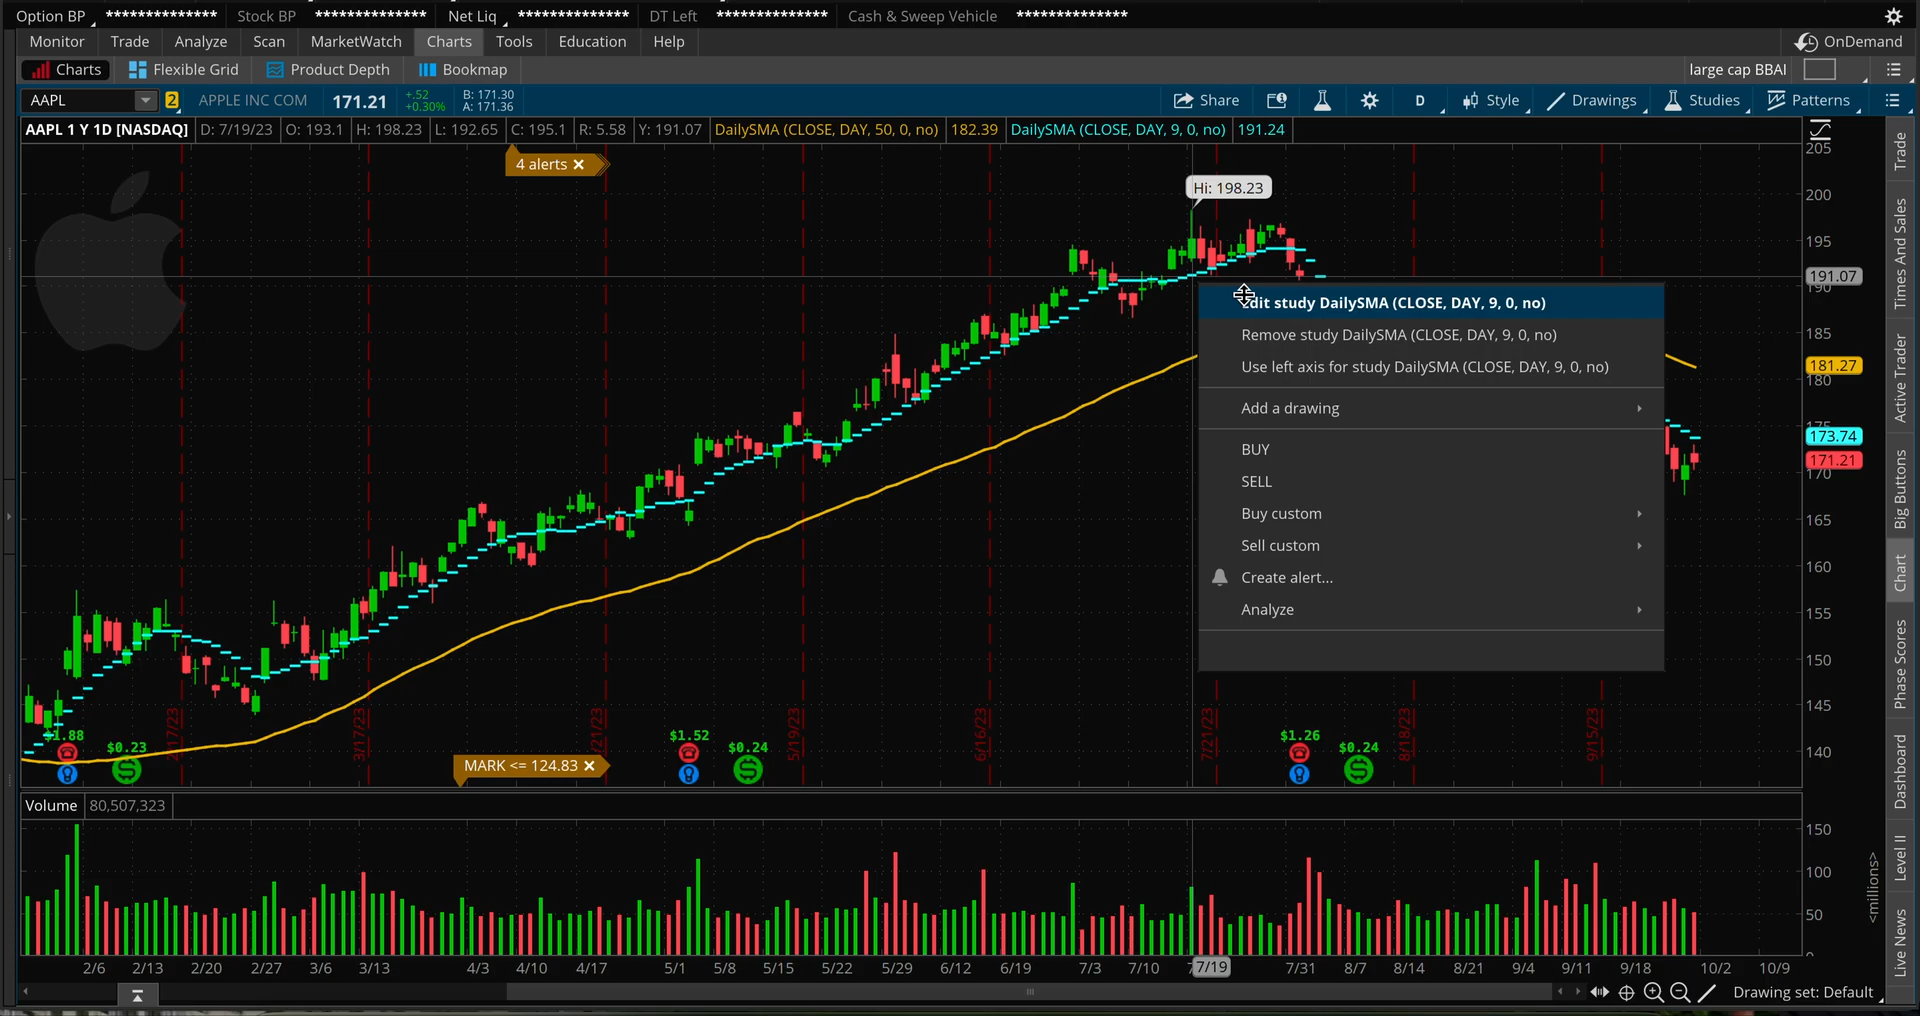 Option BP ************** Stock BP ************** Net Liq ************** DT Left ************** Cash & Sweep Vehicle **************
Monitor Trade Analyze Scan MarketWatch Charts Tools Education Help OnDemand
Charts Flexible Grid Product Depth Bookmap large cap BBAI
AAPL 2 APPLE INC COM 171.21 +.52 +0.30% B: 171.30 A: 171.36 Share D Style Drawings Studies Patterns
AAPL 1 Y 1D [NASDAQ] D: 7/19/23 O: 193.1 H: 198.23 L: 192.65 C: 195.1 R: 5.58 Y: 191.07 DailySMA (CLOSE, DAY, 50, 0, no) 182.39 DailySMA (CLOSE, DAY, 9, 0, no) 191.24
4 alerts ×
Hi: 198.23
205
200
195
191.07
190
185
181.27
180
175
173.74
171.21
170
165
160
155
150
145
140
dit study DailySMA (CLOSE, DAY, 9, 0, no)
Remove study DailySMA (CLOSE, DAY, 9, 0, no)
Use left axis for study DailySMA (CLOSE, DAY, 9, 0, no)
Add a drawing
BUY
SELL
Buy custom
Sell custom
Create alert...
Analyze
3/17/23 5/19/23 6/16/23 7/21/23 8/18/23 9/15/23
$0.23 $1.52 $0.24 $1.26 $0.24
MARK <= 124.83 ×
Volume 80,507,323
150
100
50
<millions>
2/6 2/13 2/20 2/27 3/6 3/13 4/3 4/10 4/17 5/1 5/8 5/15 5/22 5/29 6/12 6/19 7/3 7/10 7/19 7/31 8/7 8/14 8/21 9/4 9/11 9/18 10/2 10/9
Drawing set: Default
Trade
Times And Sales
Active Trader
Big Buttons
Chart
Phase Scores
Dashboard
Level II
Live News